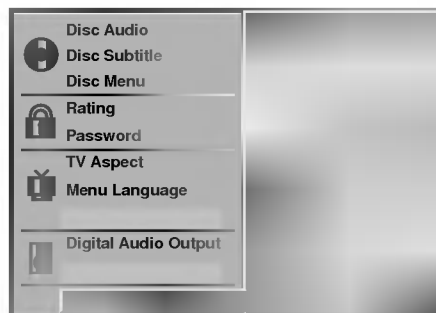 Disc Audio
Disc Subtitle
Disc Menu
Rating
Password
TV Aspect
Menu Language
Digital Audio Output